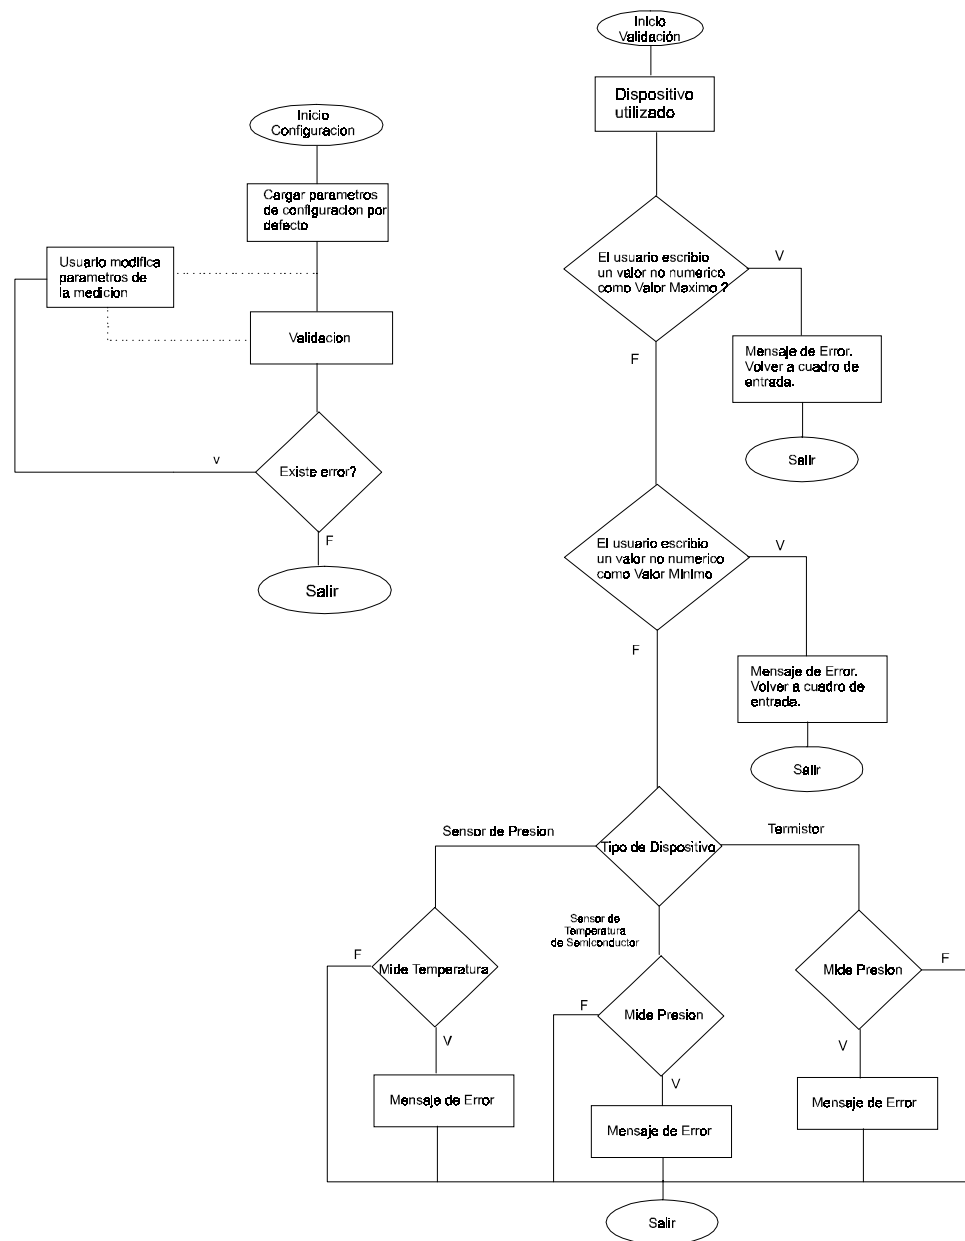 Inicio
Configuracion
Cargar parametros
de configuracion por
defecto
Usuario modifica
parametros de
la medicion
Validacion
v
Existe error?
F
Salir
Inicio
Validación
Dispositivo
utilizado
El usuario escribio
un valor no numerico
como Valor Maximo ?
V
F
Mensaje de Error.
Volver a cuadro de
entrada.
Salir
El usuario escribio
un valor no numerico
como Valor Minimo
V
F
Mensaje de Error.
Volver a cuadro de
entrada.
Salir
Tipo de Dispositivo
Sensor de Presion
Termistor
Sensor de
Temperatura
de Semiconductor
F
Mide Temperatura
V
Mensaje de Error
F
Mide Presion
V
Mensaje de Error
Mide Presion
F
V
Mensaje de Error
Salir